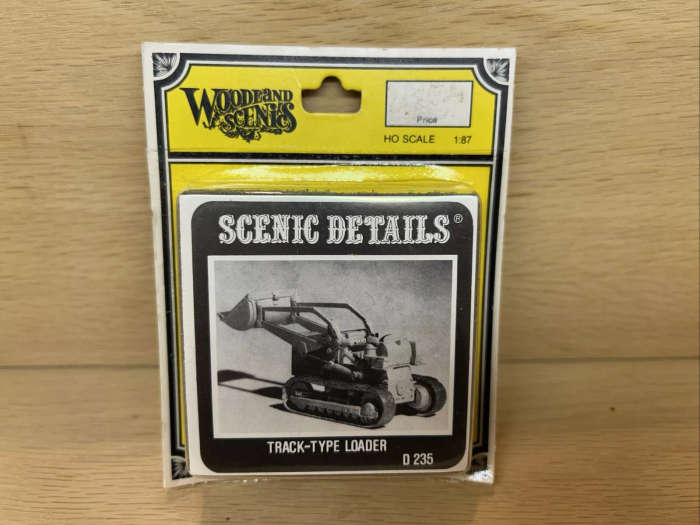 WOODLAND
SCENICS
Price
HO SCALE 1:87
SCENIC DETAILS®
TRACK-TYPE LOADER
D 235